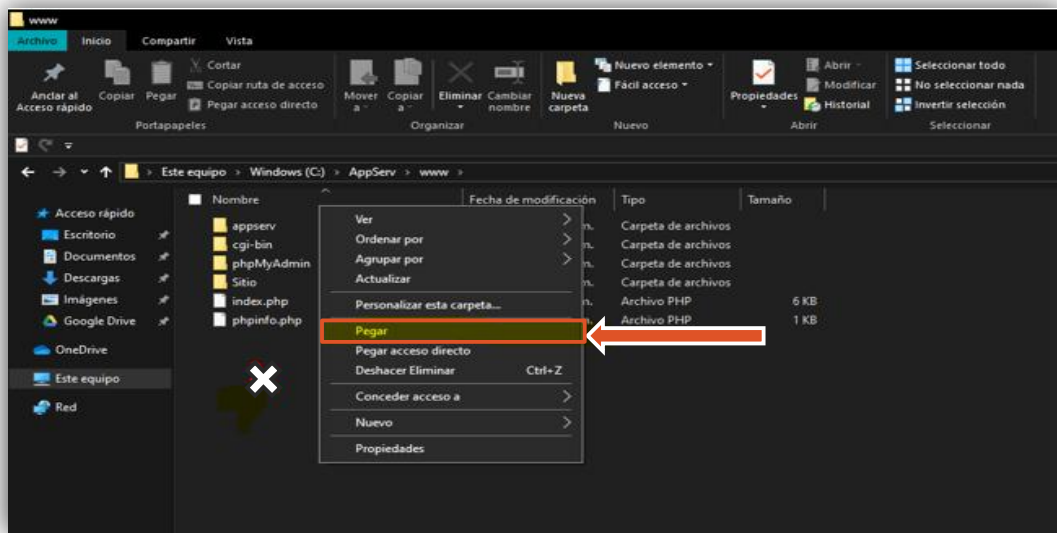 www
Archivo Inicio Compartir Vista
Anclar al Acceso rápido
Copiar
Pegar
Cortar
Copiar ruta de acceso
Pegar acceso directo
Portapapeles
Mover a
Copiar a
Eliminar
Cambiar nombre
Organizar
Nueva carpeta
Nuevo elemento
Fácil acceso
Nuevo
Propiedades
Abrir
Modificar
Historial
Abrir
Seleccionar todo
No seleccionar nada
Invertir selección
Seleccionar
Este equipo > Windows (C:) > AppServ > www >
Nombre Fecha de modificación Tipo Tamaño
Acceso rápido
Escritorio
Documentos
Descargas
Imágenes
Google Drive
OneDrive
Este equipo
Red
appserv m. Carpeta de archivos
cgi-bin m. Carpeta de archivos
phpMyAdmin m. Carpeta de archivos
Sitio m. Carpeta de archivos
index.php m. Archivo PHP 6 KB
phpinfo.php Archivo PHP 1 KB
Ver >
Ordenar por >
Agrupar por >
Actualizar
Personalizar esta carpeta...
Pegar
Pegar acceso directo
Deshacer Eliminar Ctrl+Z
Conceder acceso a >
Nuevo >
Propiedades